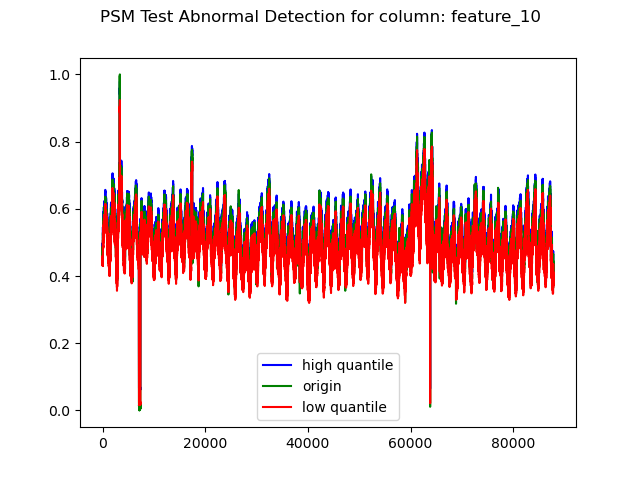 PSM Test Abnormal Detection for column: feature_10
1.0
0.8
0.6
0.4
0.2
0.0
high quantile
origin
low quantile
0
20000
40000
60000
80000